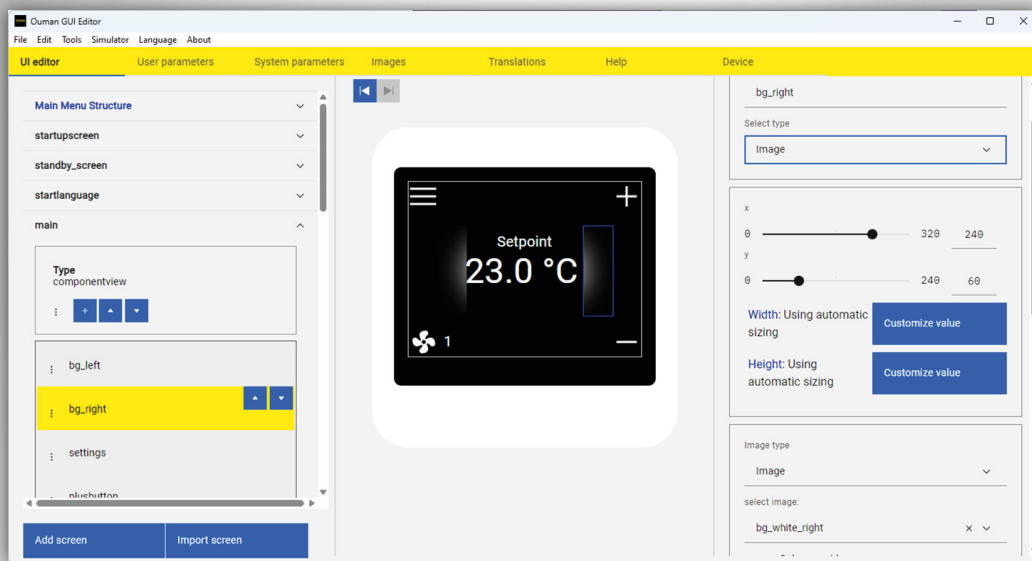 Ouman GUI Editor
File Edit Tools Simulator Language About
UI editor User parameters System parameters Images Translations Help Device
Main Menu Structure
startupscreen
standby_screen
startlanguage
main
Type
componentview
bg_left
bg_right
settings
plusbutton
Add screen Import screen
Setpoint
23.0 °C
1
bg_right
Select type
Image
x
0 320 240
y
0 240 60
Width: Using automatic
sizing
Customize value
Height: Using
automatic sizing
Customize value
Image type
Image
select image:
bg_white_right